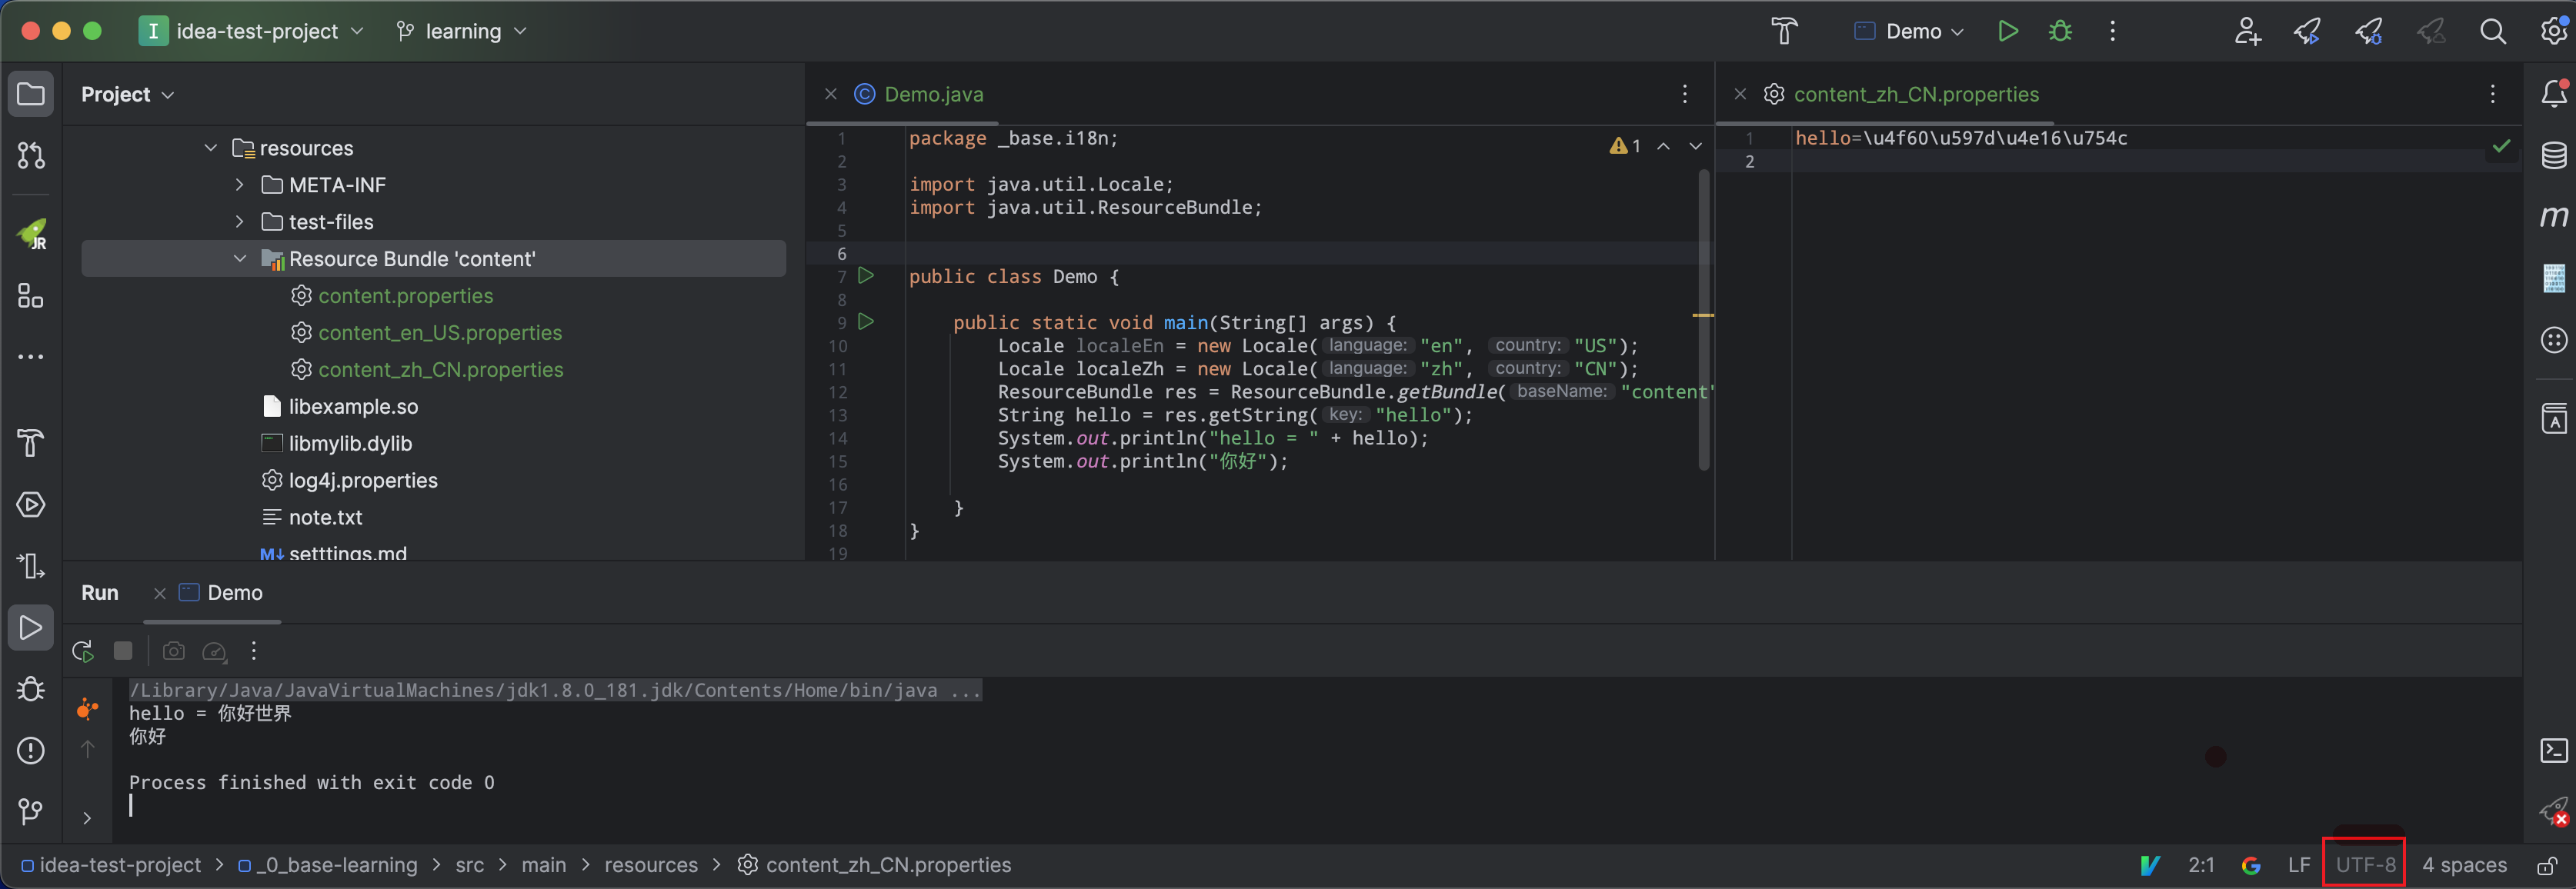 I idea-test-project learning Demo
Project
resources
META-INF
test-files
Resource Bundle 'content'
content.properties
content_en_US.properties
content_zh_CN.properties
libexample.so
libmylib.dylib
log4j.properties
note.txt
M↓ setttings.md
JR
m
A
Demo.java
1 package _base.i18n;
2
3 import java.util.Locale;
4 import java.util.ResourceBundle;
5
6
7 public class Demo {
8
9 public static void main(String[] args) {
10 Locale localeEn = new Locale( language: "en", country: "US");
11 Locale localeZh = new Locale( language: "zh", country: "CN");
12 ResourceBundle res = ResourceBundle.getBundle( baseName: "content"
13 String hello = res.getString( key: "hello");
14 System.out.println("hello = " + hello);
15 System.out.println("你好");
16
17 }
18 }
19
1
content_zh_CN.properties
1 hello=\u4f60\u597d\u4e16\u754c
2
Run Demo
/Library/Java/JavaVirtualMachines/jdk1.8.0_181.jdk/Contents/Home/bin/java ...
hello = 你好世界
你好
Process finished with exit code 0
idea-test-project > _0_base-learning > src > main > resources > content_zh_CN.properties
2:1 G LF UTF-8 4 spaces